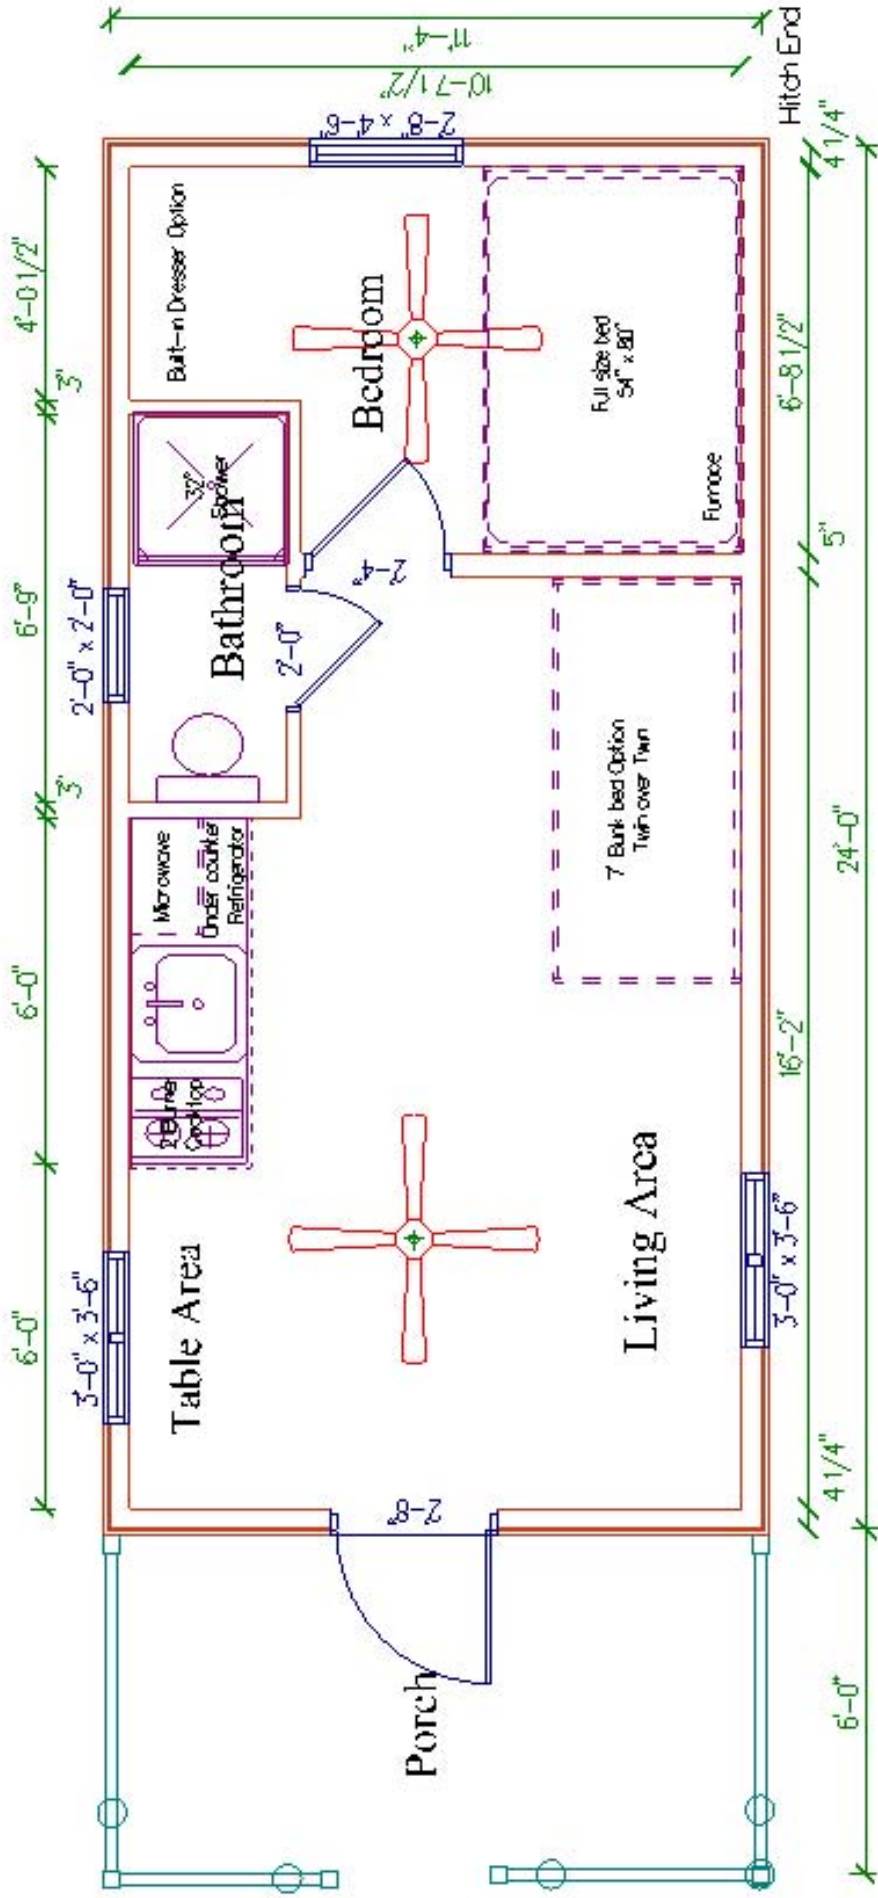 11'-4"
10'-7 1/2"
Hitch End
4 1/4"
2'-8" x 4'-6"
4'-0 1/2"
3"
6'-9"
3"
6'-0"
6'-0"
Built-in Dresser Option
Bedroom
Full size bed
54" x 80"
Furnace
6'-8 1/2"
5"
32"
Shower
Bathroom
2'-0" x 2'-0"
2'-4"
2'-0"
7' Bunk bed Option
Twin over Twin
24'-0"
16'-2"
Microwave
Under counter
Refrigerator
2 Burner
Cooktop
Table Area
3'-0" x 3'-6"
Living Area
3'-0" x 3'-6"
2'-8"
4 1/4"
Porch
6'-0"